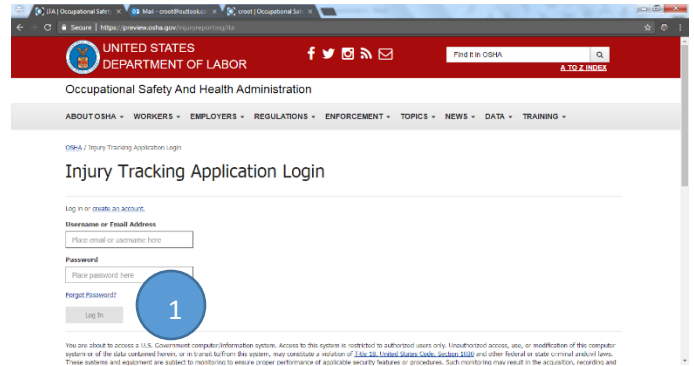 ITA | Occupational Safety
Mail - croot@outlook.co
croot | Occupational Saf
Secure | https://preview.osha.gov/injuryreporting/ita
UNITED STATES
DEPARTMENT OF LABOR
Find it in OSHA
A TO Z INDEX
Occupational Safety And Health Administration
ABOUT OSHA WORKERS EMPLOYERS REGULATIONS ENFORCEMENT TOPICS NEWS DATA TRAINING
OSHA / Injury Tracking Application Login
Injury Tracking Application Login
Log in or create an account.
Username or Email Address
Place email or username here
Password
Place password here
Forgot Password?
Log In
1
You are about to access a U.S. Government computer/information system. Access to this system is restricted to authorized users only. Unauthorized access, use, or modification of this computer
system or of the data contained herein, or in transit to/from this system, may constitute a violation of Title 18, United States Code, Section 1030 and other federal or state criminal and civil laws.
These systems and equipment are subject to monitoring to ensure proper performance of applicable security features or procedures. Such monitoring may result in the acquisition, recording and